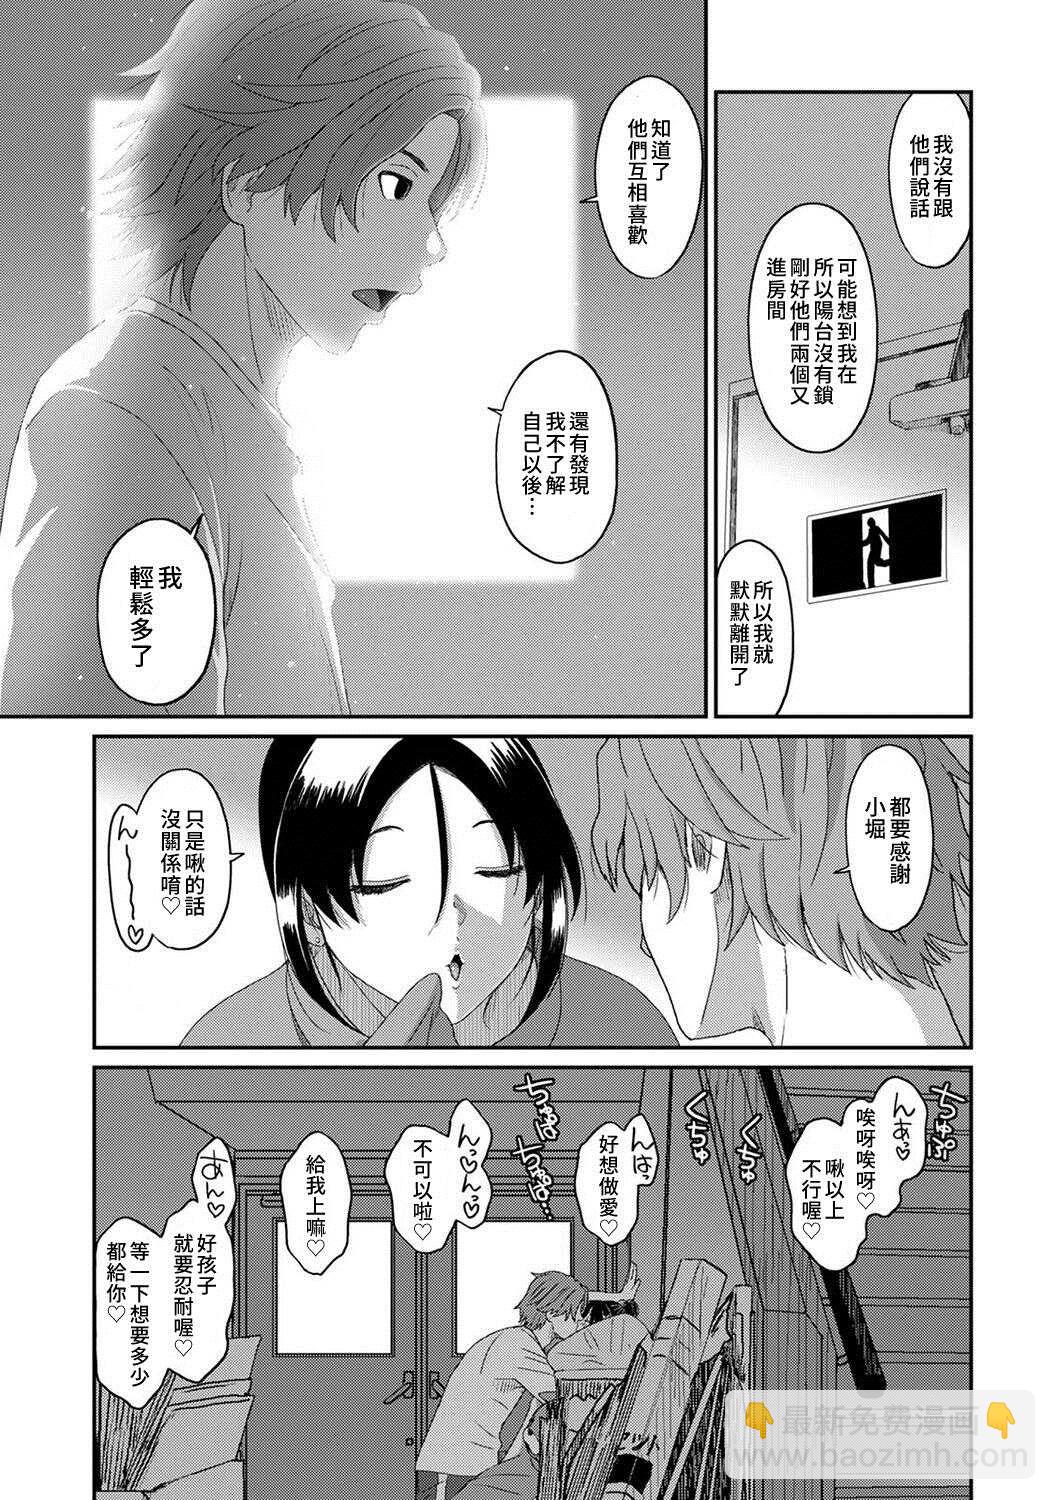 我沒有跟
他們說話
可能想到我在
所以陽台沒有鎖
剛好他們兩個又
進房間
所以我就
默默離開了
知道了
他們互相喜歡
還有發現
我不了解
自己以後…
我
輕鬆多了
都要感謝
小堀
只是啾的話
沒關係唷♡
んーーー♡
ちゅぷ
んあっ♡
唉呀唉呀♡
啾以上
不行喔♡
くちゅ
くちゅ
んはっ
好想做愛♡
ちゅぱ
ちゅぱ…
んっ♡んっ♡
不可以啦♡
給我上嘛♡
あん♡
好孩子
就要忍耐喔♡
等一下想要多少
都給你♡
👇最新免费漫画👇
www.baozimh.com